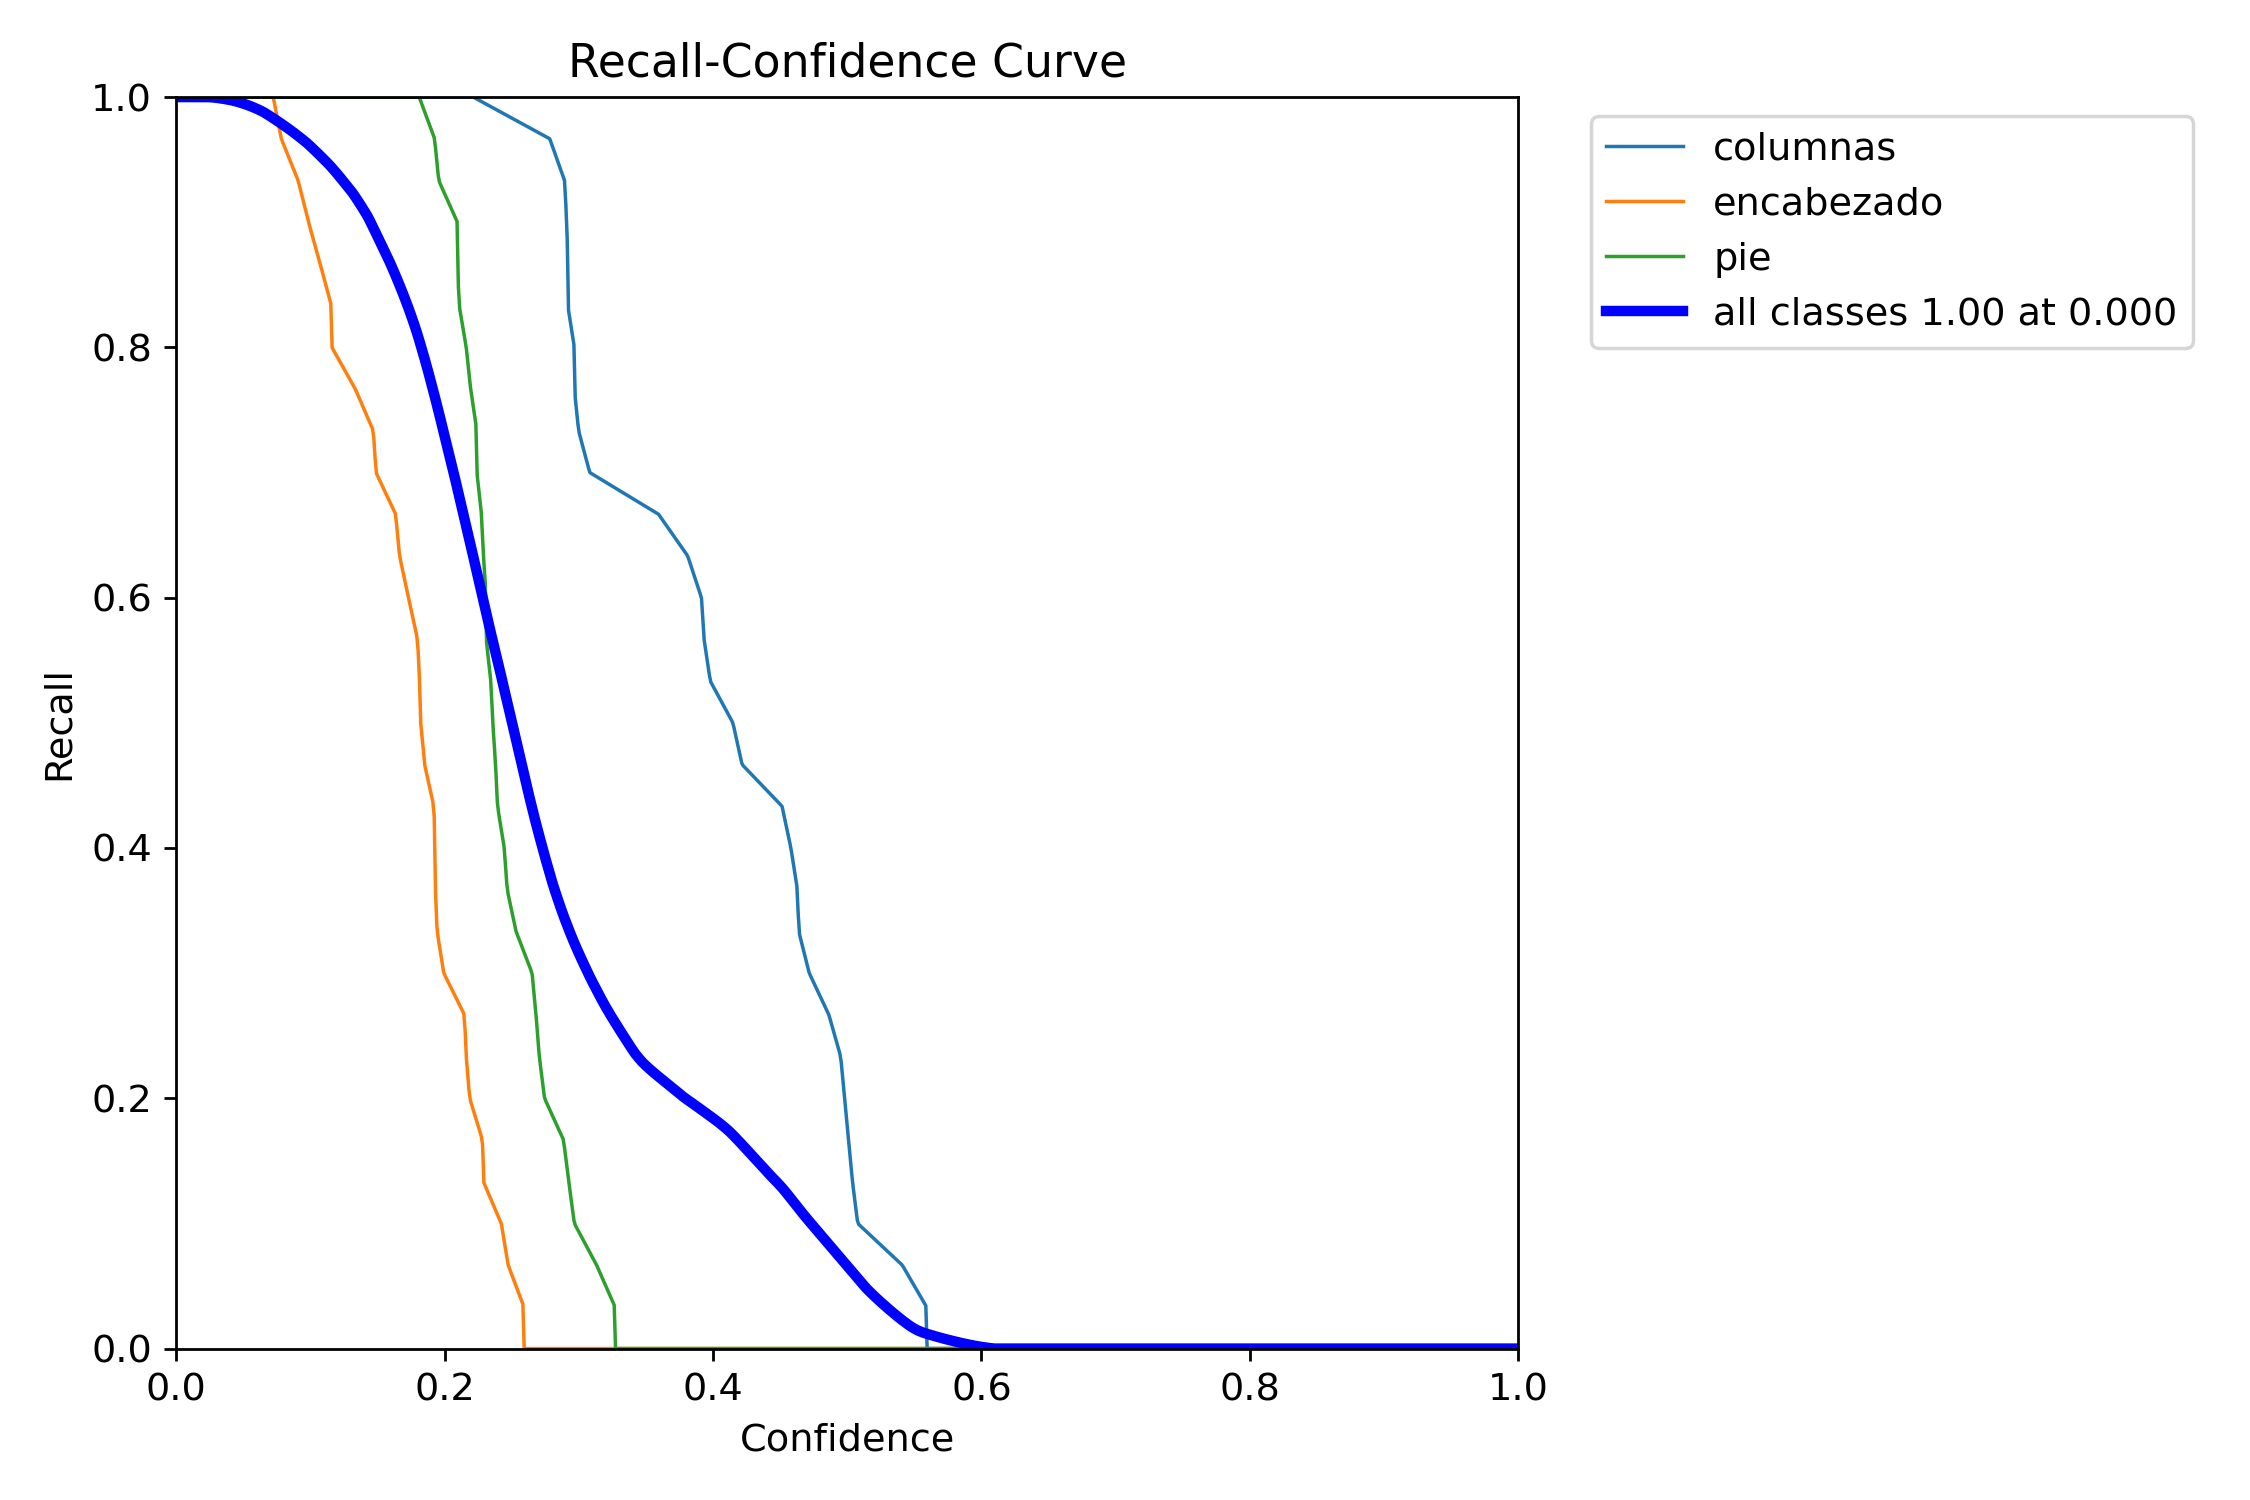 Recall-Confidence Curve
1.0
0.8
0.6
0.4
0.2
0.0
Recall
0.0 0.2 0.4 0.6 0.8 1.0
Confidence
columnas
encabezado
pie
all classes 1.00 at 0.000